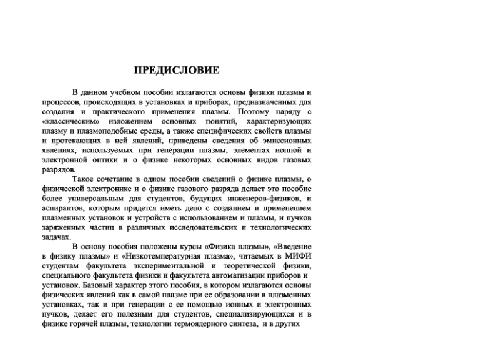 ПРЕДИСЛОВИЕ
В данном учебном пособии излагаются основы физики плазмы и
процессов, происходящих в установках и приборах, предназначенных для
создания и практического применения плазмы. Поэтому наряду с
«классическим» изложением основных понятий, характеризующих
плазму и плазмоподобные среды, а также специфических свойств плазмы
и протекающих в ней явлений, приведены сведения об эмиссионных
явлениях, используемых при генерации плазмы, элементах ионной и
электронной оптики и о физике некоторых основных видов газовых
разрядов.
Такое сочетание в одном пособии сведений о физике плазмы, о
физической электронике и о физике газового разряда делает это пособие
более универсальным для студентов, будущих инженеров-физиков, и
аспирантов, которым придется иметь дело с созданием и применением
плазменных установок и устройств с использованием и плазмы, и пучков
заряженных частиц в различных исследовательских и технологических
задачах.
В основу пособия положены курсы «Физика плазмы», «Введение
в физику плазмы» и «Низкотемпературная плазма», читаемых в МИФИ
студентам факультета экспериментальной и теоретической физики,
специального факультета физики и факультета автоматизации приборов и
установок. Базовый характер этого пособия, в котором излагаются основы
физических явлений как в самой плазме при ее образовании в плазменных
установках, так и при генерации с ее помощью ионных и электронных
пучков, делает его полезным для студентов, специализирующихся и в
физике горячей плазмы, технологии термоядерного синтеза, и в других